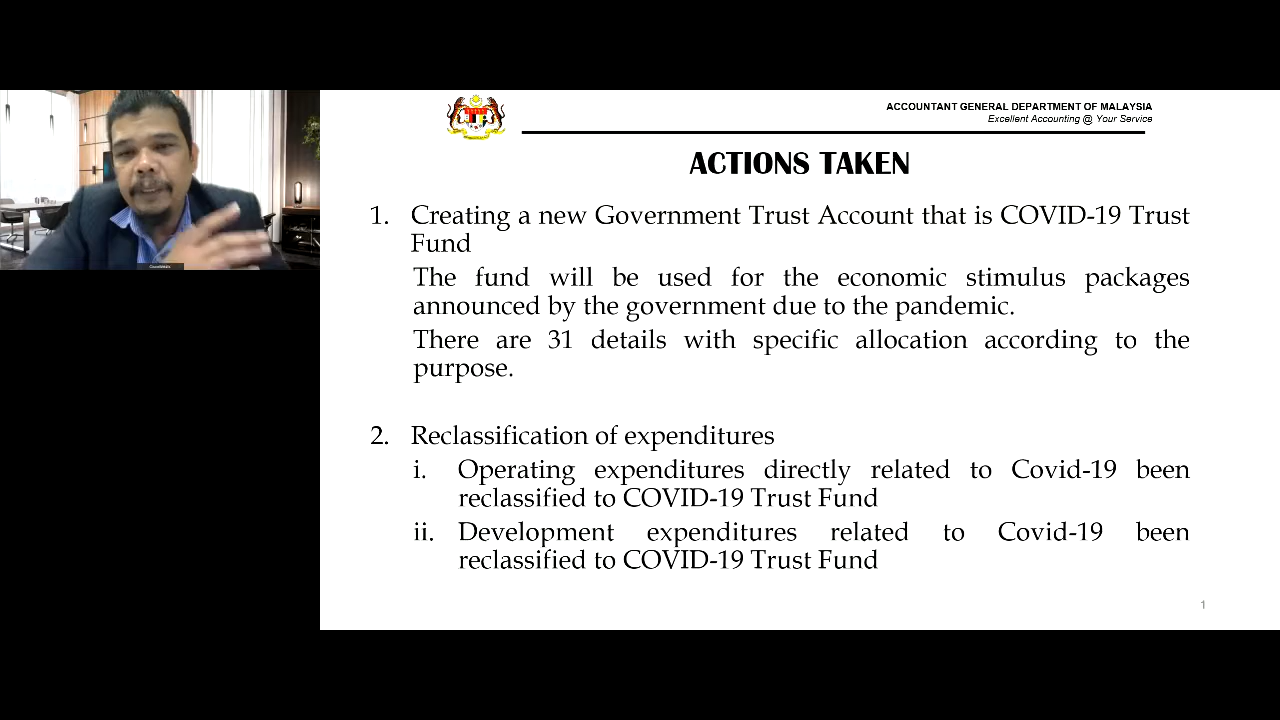 ACCOUNTANT GENERAL DEPARTMENT OF MALAYSIA
Excellent Accounting @ Your Service
ACTIONS TAKEN
1. Creating a new Government Trust Account that is COVID-19 Trust
Fund
The fund will be used for the economic stimulus packages
announced by the government due to the pandemic.
There are 31 details with specific allocation according to the
purpose.
2. Reclassification of expenditures
i. Operating expenditures directly related to Covid-19 been
reclassified to COVID-19 Trust Fund
ii. Development expenditures related to Covid-19 been
reclassified to COVID-19 Trust Fund
1